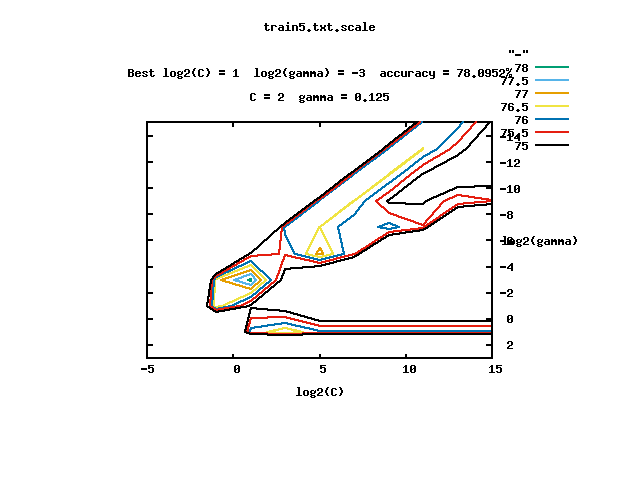 train5.txt.scale
"-"
Best log2(C) = 1 log2(gamma) = -3 accuracy = 78.0952%
C = 2 gamma = 0.125
78
77.5
77
76.5
76
75.5
75
-14
-12
-10
-8
-6
log2(gamma)
-4
-2
0
2
-5 0 5 10 15
log2(C)